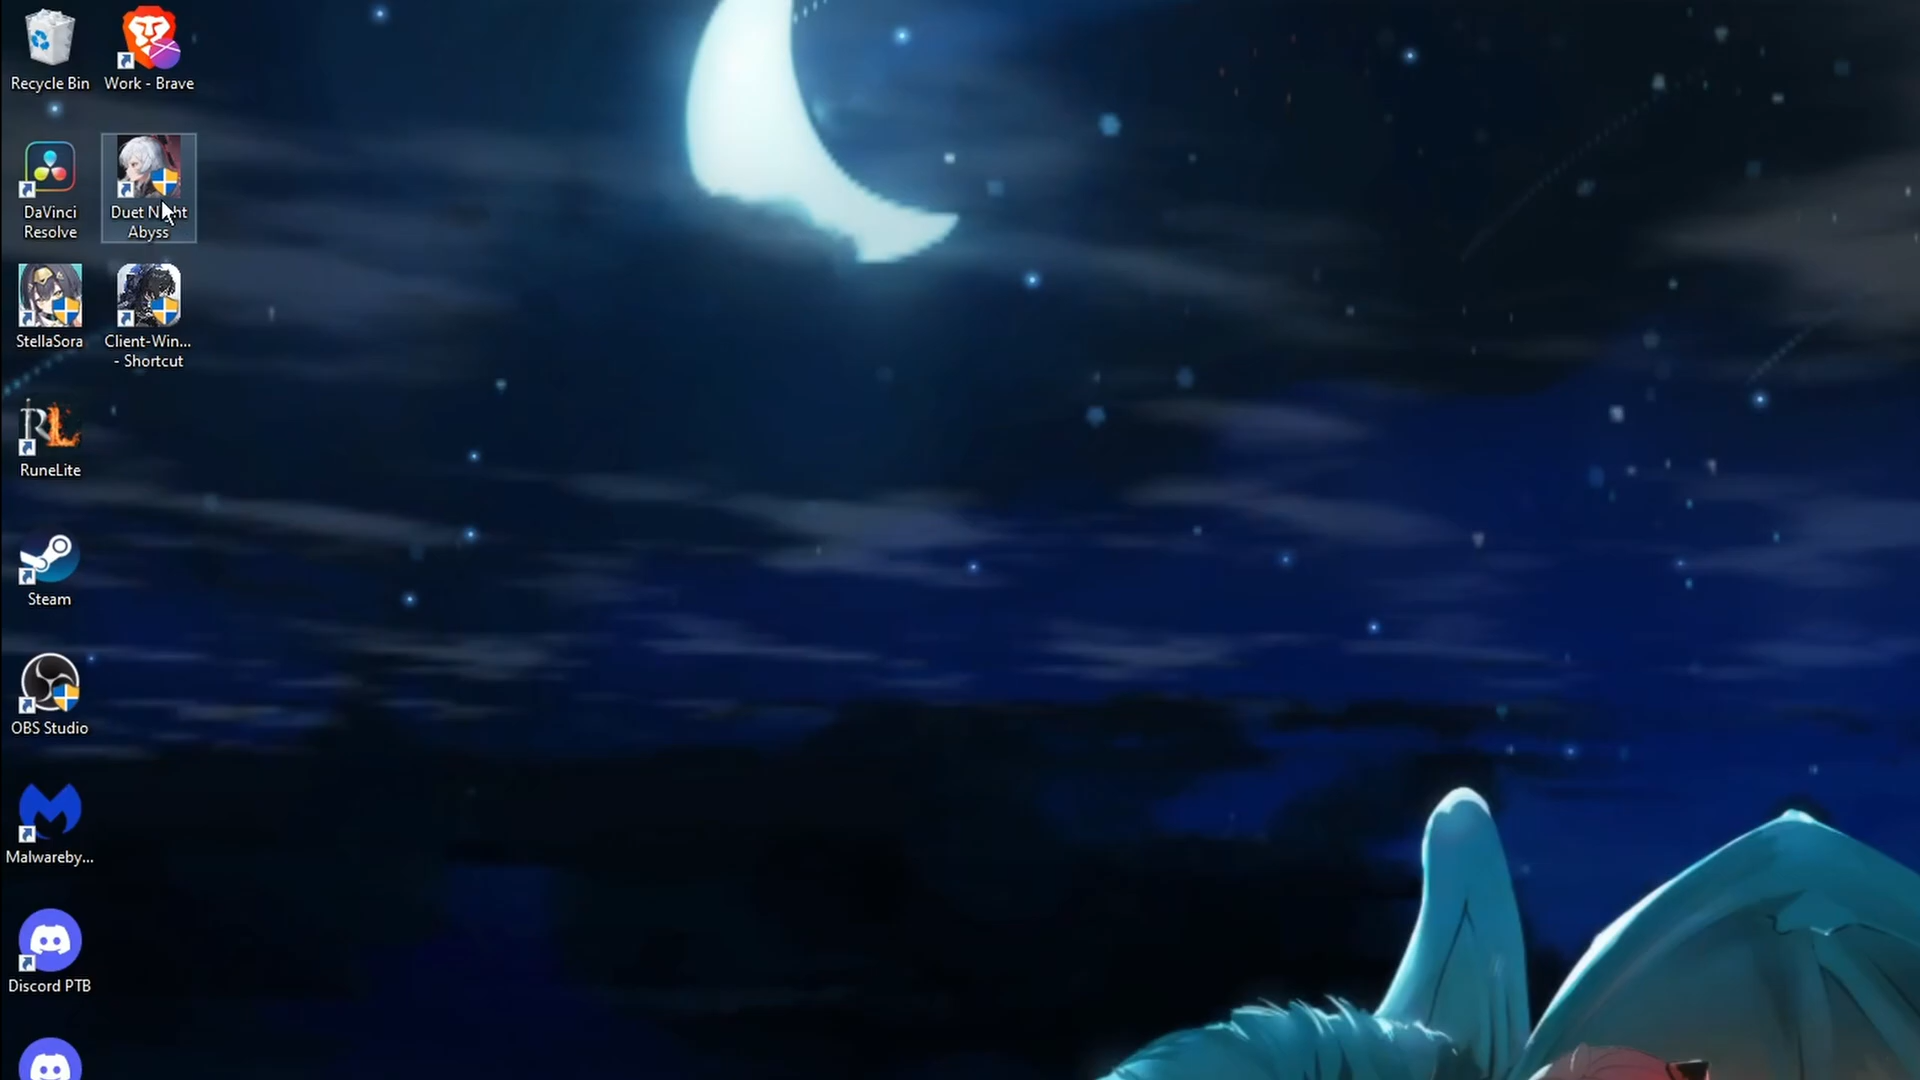 Recycle Bin
Work - Brave
DaVinci
Resolve
Duet Night
Abyss
StellaSora
Client-Win...
- Shortcut
RL
RuneLite
Steam
OBS Studio
Malwareby...
Discord PTB